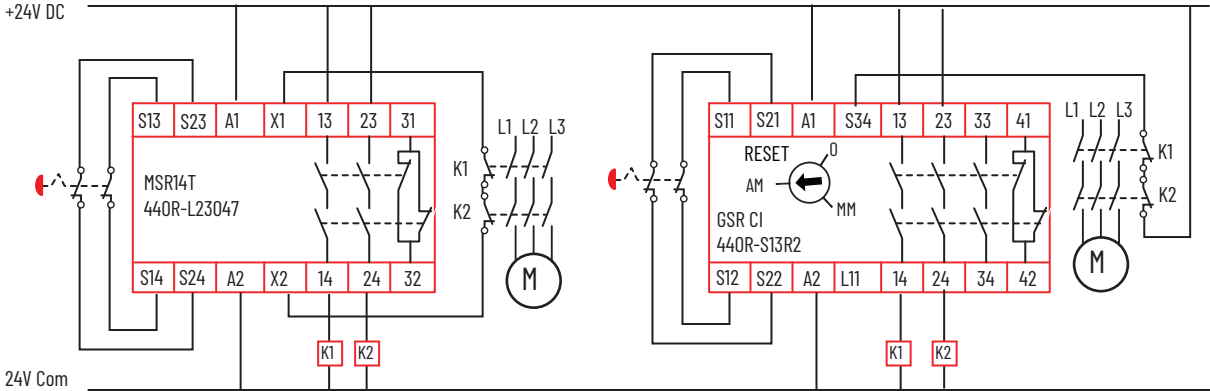 +24V DC
S13 S23 A1 X1 13 23 31
MSR14T
440R-L23047
S14 S24 A2 X2 14 24 32
L1 L2 L3
K1
K2
M
K1 K2
S11 S21 A1 S34 13 23 33 41
RESET 0
AM
MM
GSR CI
440R-S13R2
S12 S22 A2 L11 14 24 34 42
L1 L2 L3
K1
K2
M
K1 K2
24V Com